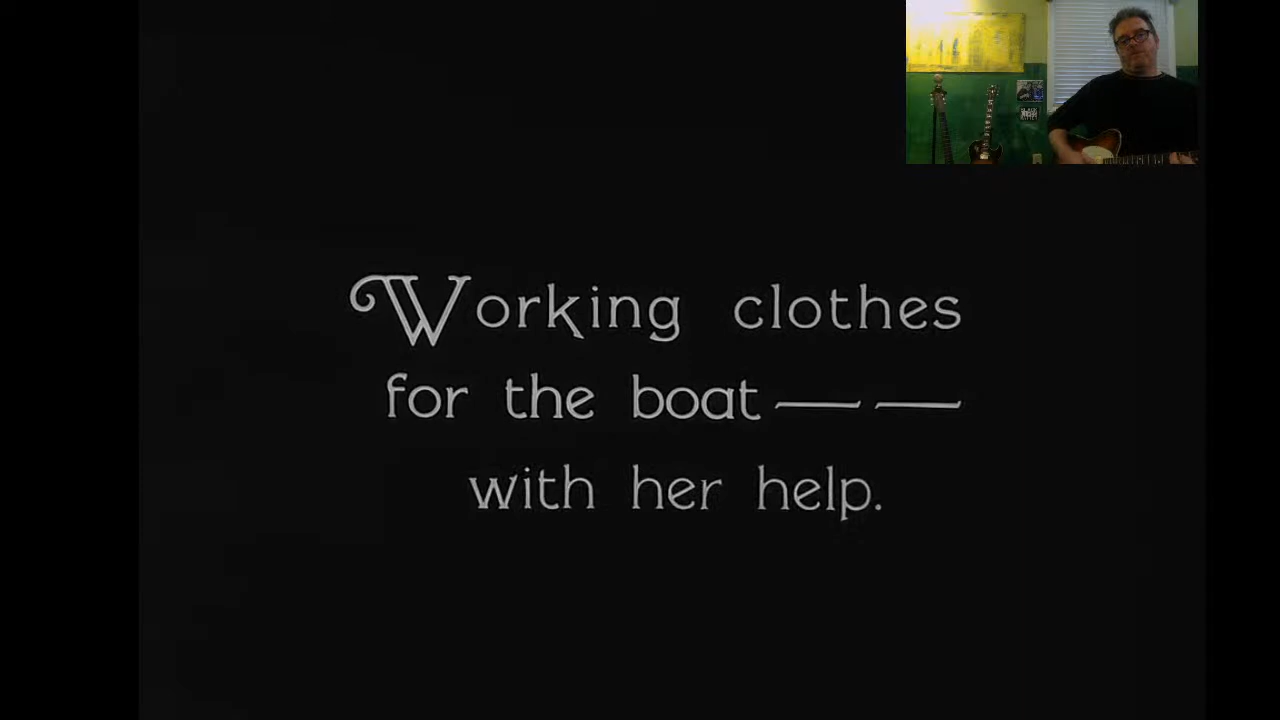 Working clothes
for the boat — —
with her help.